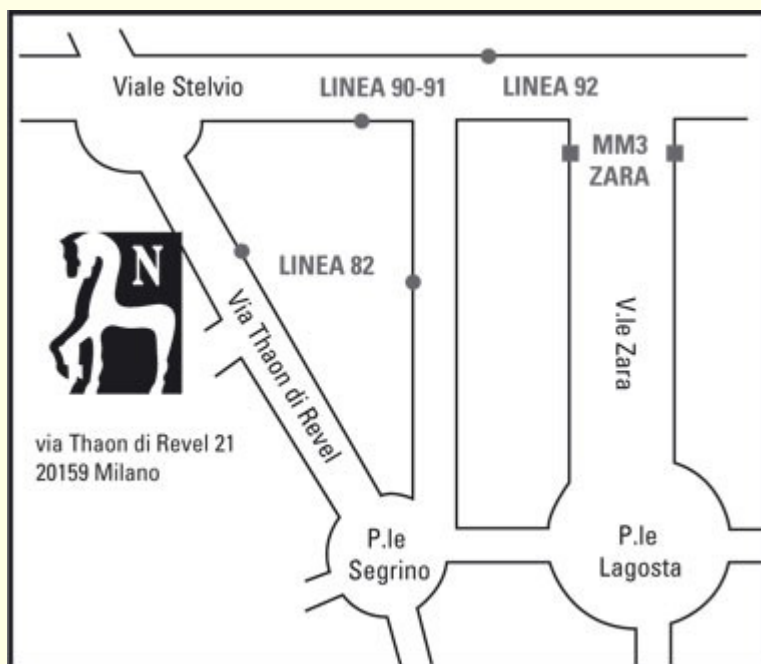 Viale Stelvio
LINEA 90-91
LINEA 92
MM3
ZARA
N
LINEA 82
Via Thaon di Revel
V.le Zara
via Thaon di Revel 21
20159 Milano
P.le
Segrino
P.le
Lagosta